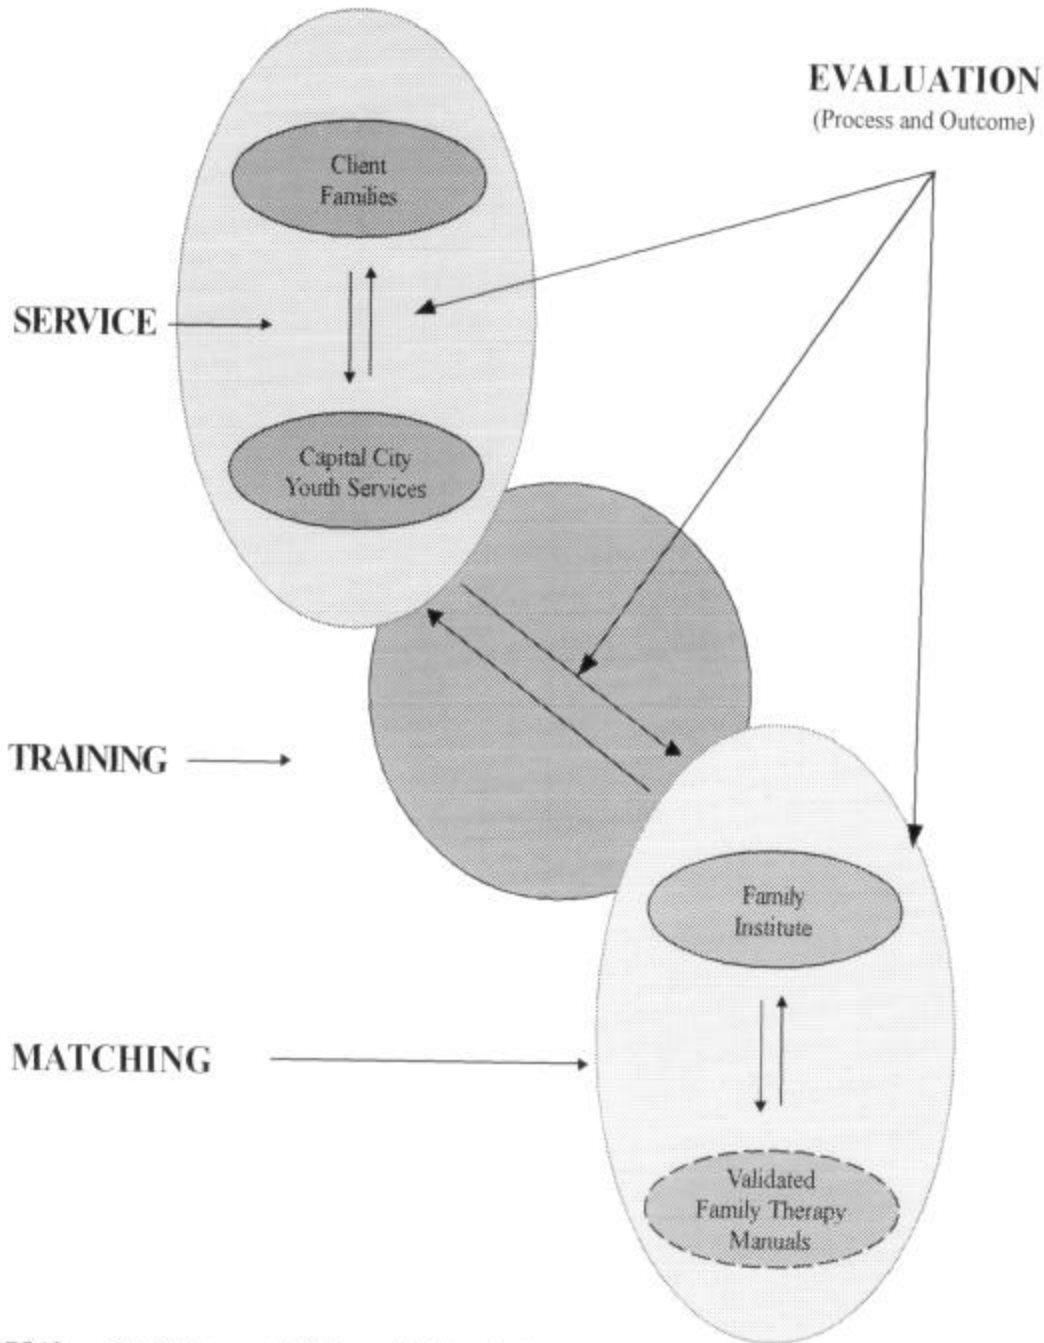 EVALUATION
(Process and Outcome)
Client
Families
SERVICE
Capital City
Youth Services
TRAINING
Family
Institute
MATCHING
Validated
Family Therapy
Manuals